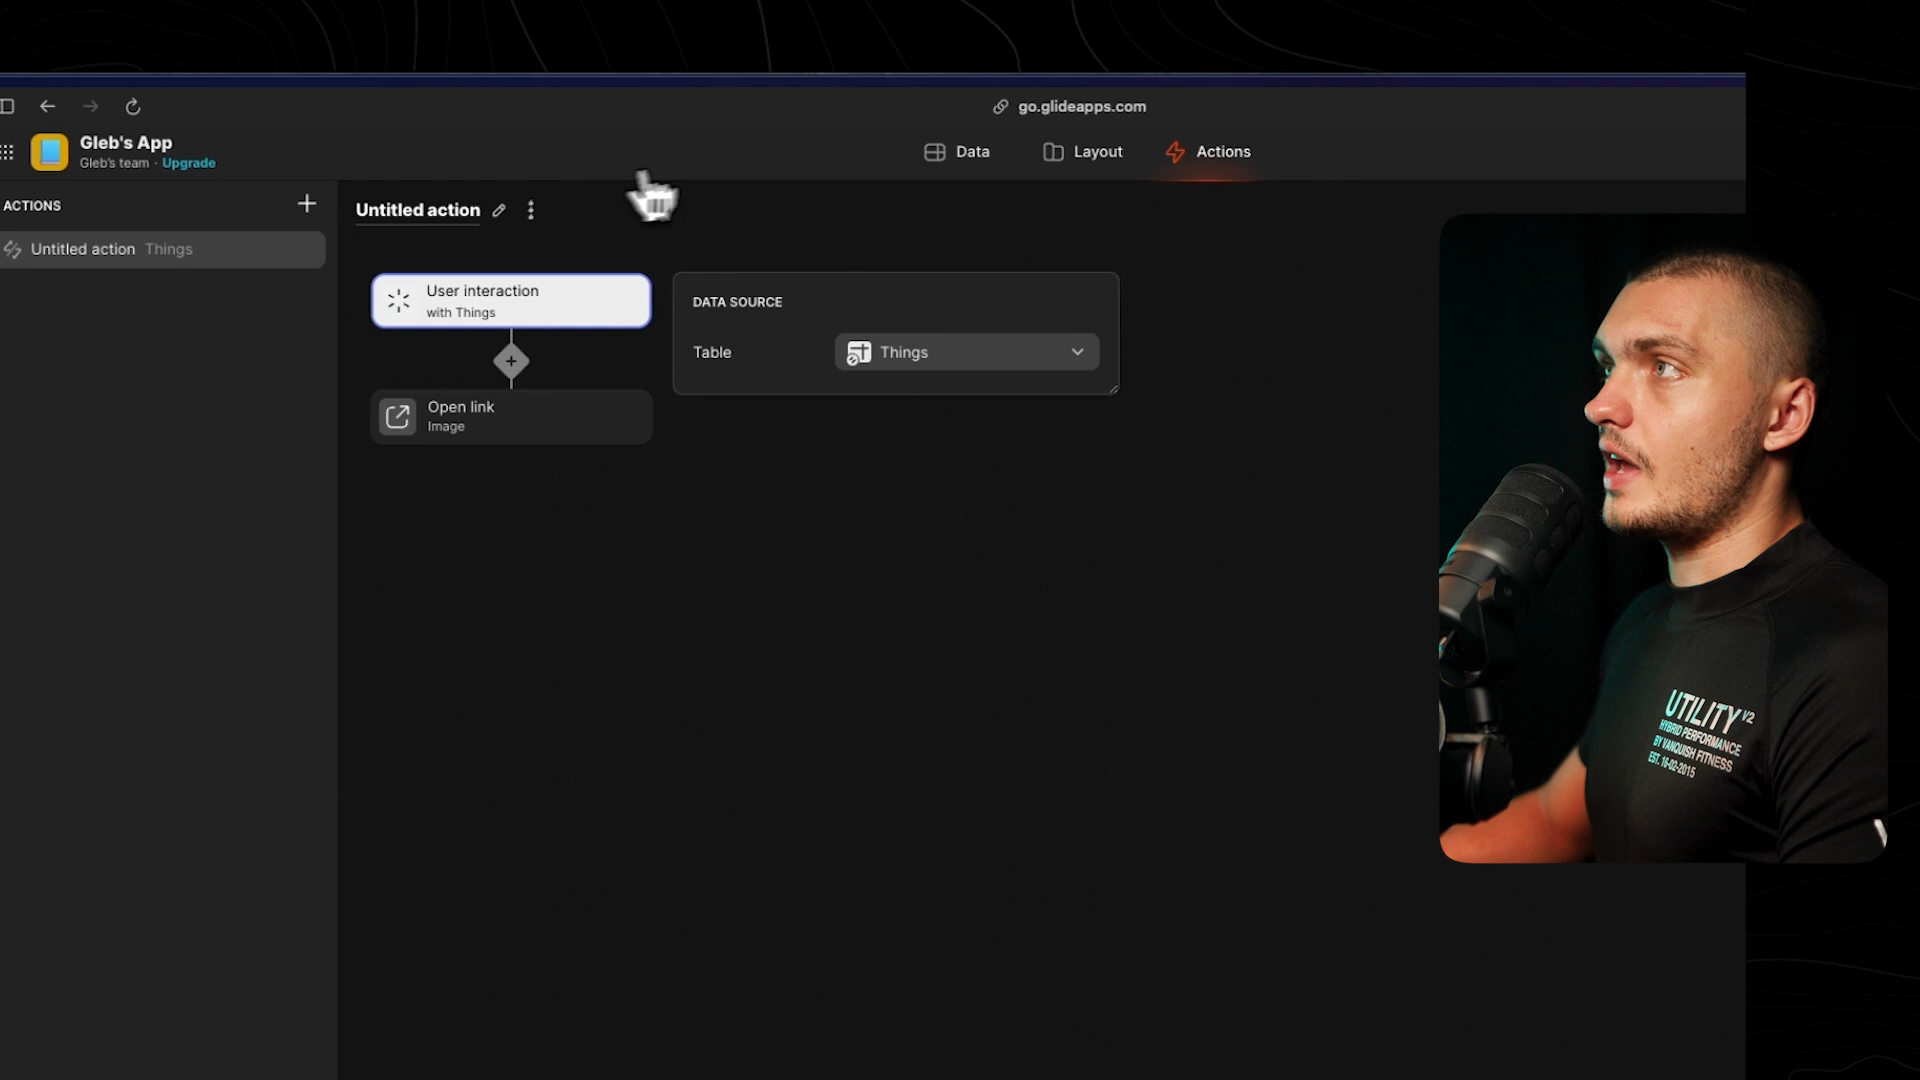 go.glideapps.com
Gleb's App
Gleb's team · Upgrade
Data
Layout
Actions
ACTIONS
Untitled action Things
Untitled action
User interaction
with Things
DATA SOURCE
Table
Things
Open link
Image
UTILITY V2
HYBRID PERFORMANCE
BY VANQUISH FITNESS
EST. 16-02-2015